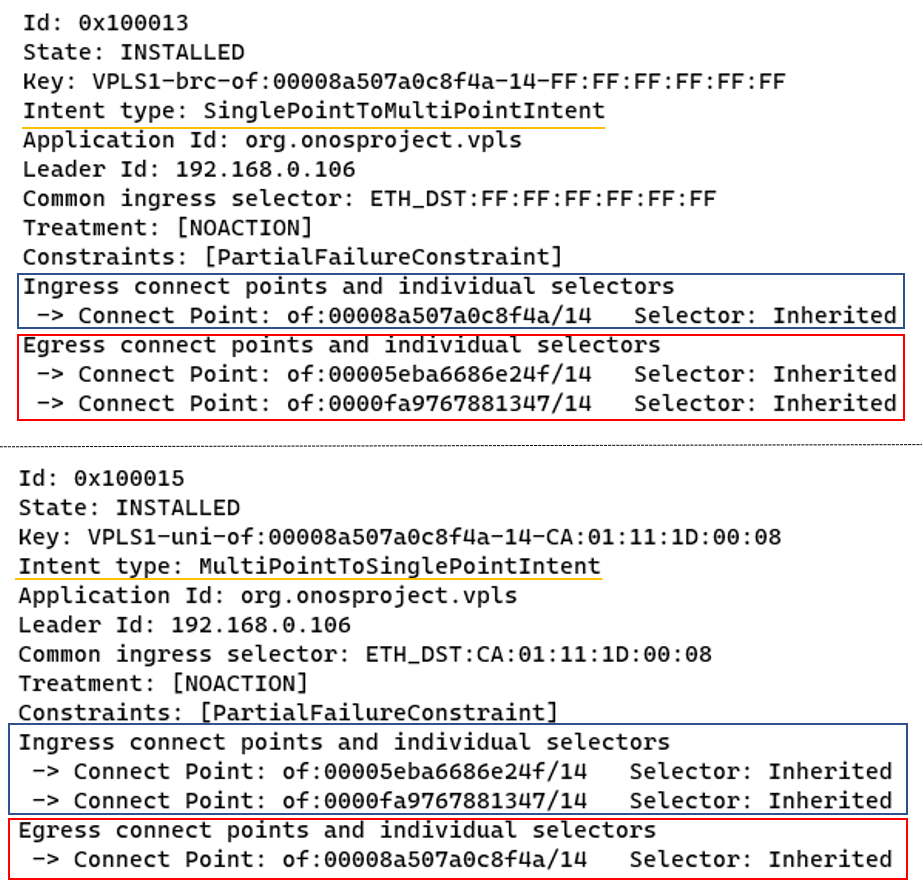 Id: 0x100013
State: INSTALLED
Key: VPLS1-brc-of:00008a507a0c8f4a-14-FF:FF:FF:FF:FF:FF
Intent type: SinglePointToMultiPointIntent
Application Id: org.onosproject.vpls
Leader Id: 192.168.0.106
Common ingress selector: ETH_DST:FF:FF:FF:FF:FF:FF
Treatment: [NOACTION]
Constraints: [PartialFailureConstraint]
Ingress connect points and individual selectors
-> Connect Point: of:00008a507a0c8f4a/14 Selector: Inherited
Egress connect points and individual selectors
-> Connect Point: of:00005eba6686e24f/14 Selector: Inherited
-> Connect Point: of:0000fa9767881347/14 Selector: Inherited
Id: 0x100015
State: INSTALLED
Key: VPLS1-uni-of:00008a507a0c8f4a-14-CA:01:11:1D:00:08
Intent type: MultiPointToSinglePointIntent
Application Id: org.onosproject.vpls
Leader Id: 192.168.0.106
Common ingress selector: ETH_DST:CA:01:11:1D:00:08
Treatment: [NOACTION]
Constraints: [PartialFailureConstraint]
Ingress connect points and individual selectors
-> Connect Point: of:00005eba6686e24f/14 Selector: Inherited
-> Connect Point: of:0000fa9767881347/14 Selector: Inherited
Egress connect points and individual selectors
-> Connect Point: of:00008a507a0c8f4a/14 Selector: Inherited